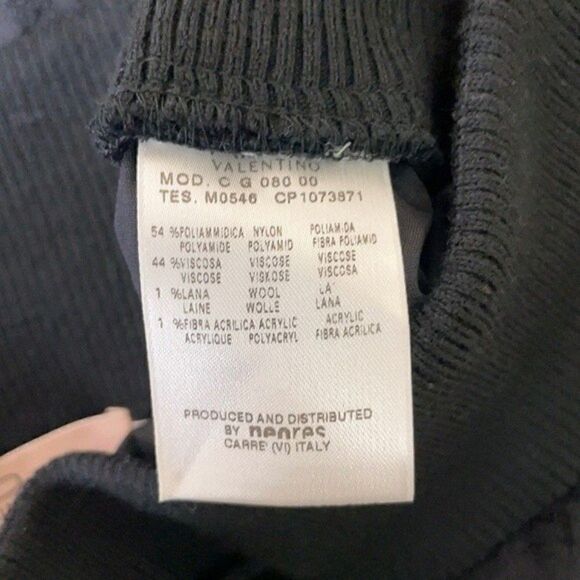 VALENTINO
MOD. C G 080 00
TES. M0546 CP1073871
54 %POLIAMMIDICA NYLON POLIAMIDA
POLYAMIDE POLYAMID FIBRA POLIAMID
44 %VISCOSA VISCOSE VISCOSE
VISCOSE VISKOSE VISCOSA
1 %LANA WOOL LA
LAINE WOLLE LANA
1 %FIBRA ACRILICA ACRYLIC ACRYLIC
ACRYLIQUE POLYACRYL FIBRA ACRILICA
PRODUCED AND DISTRIBUTED
BY negres
CARRE' (VI) ITALY